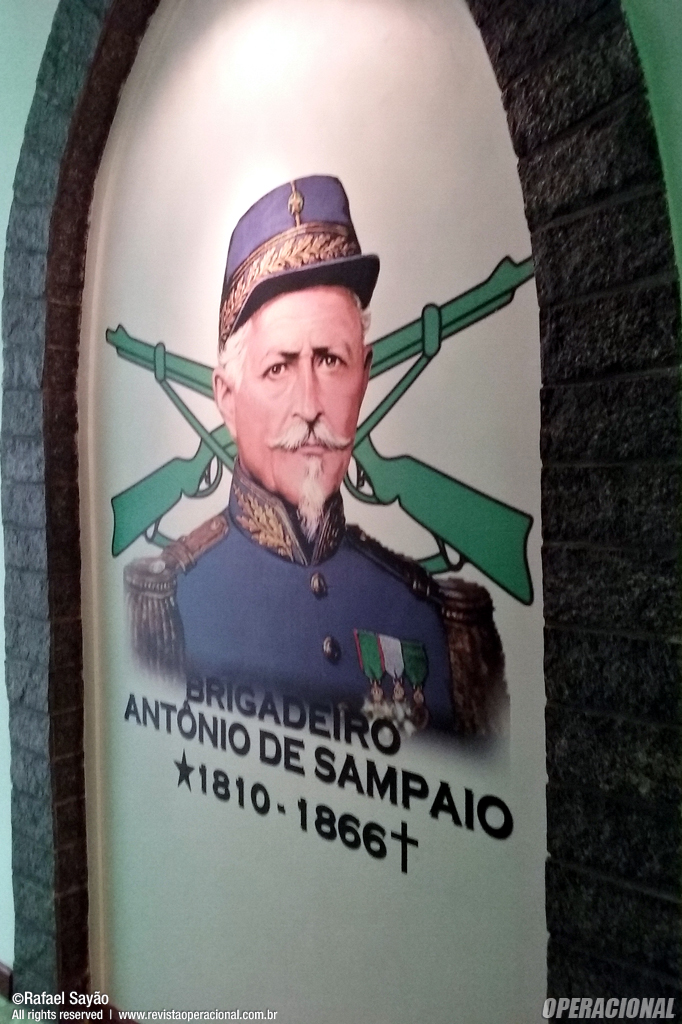 BRIGADEIRO
ANTÔNIO DE SAMPAIO
★1810 - 1866✝
©Rafael Sayão
All rights reserved | www.revistaoperacional.com.br
OPERACIONAL